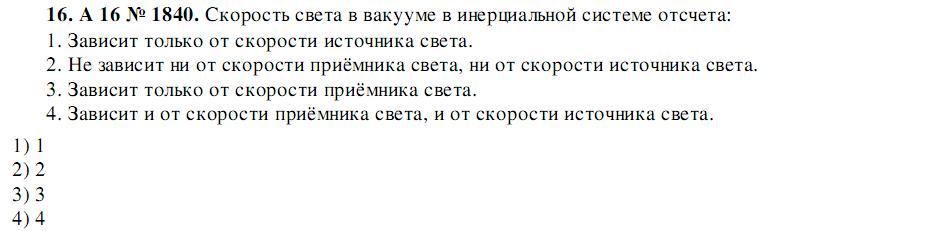 16. А 16 № 1840. Скорость света в вакууме в инерциальной системе отсчета:
1. Зависит только от скорости источника света.
2. Не зависит ни от скорости приёмника света, ни от скорости источника света.
3. Зависит только от скорости приёмника света.
4. Зависит и от скорости приёмника света, и от скорости источника света.
1) 1
2) 2
3) 3
4) 4